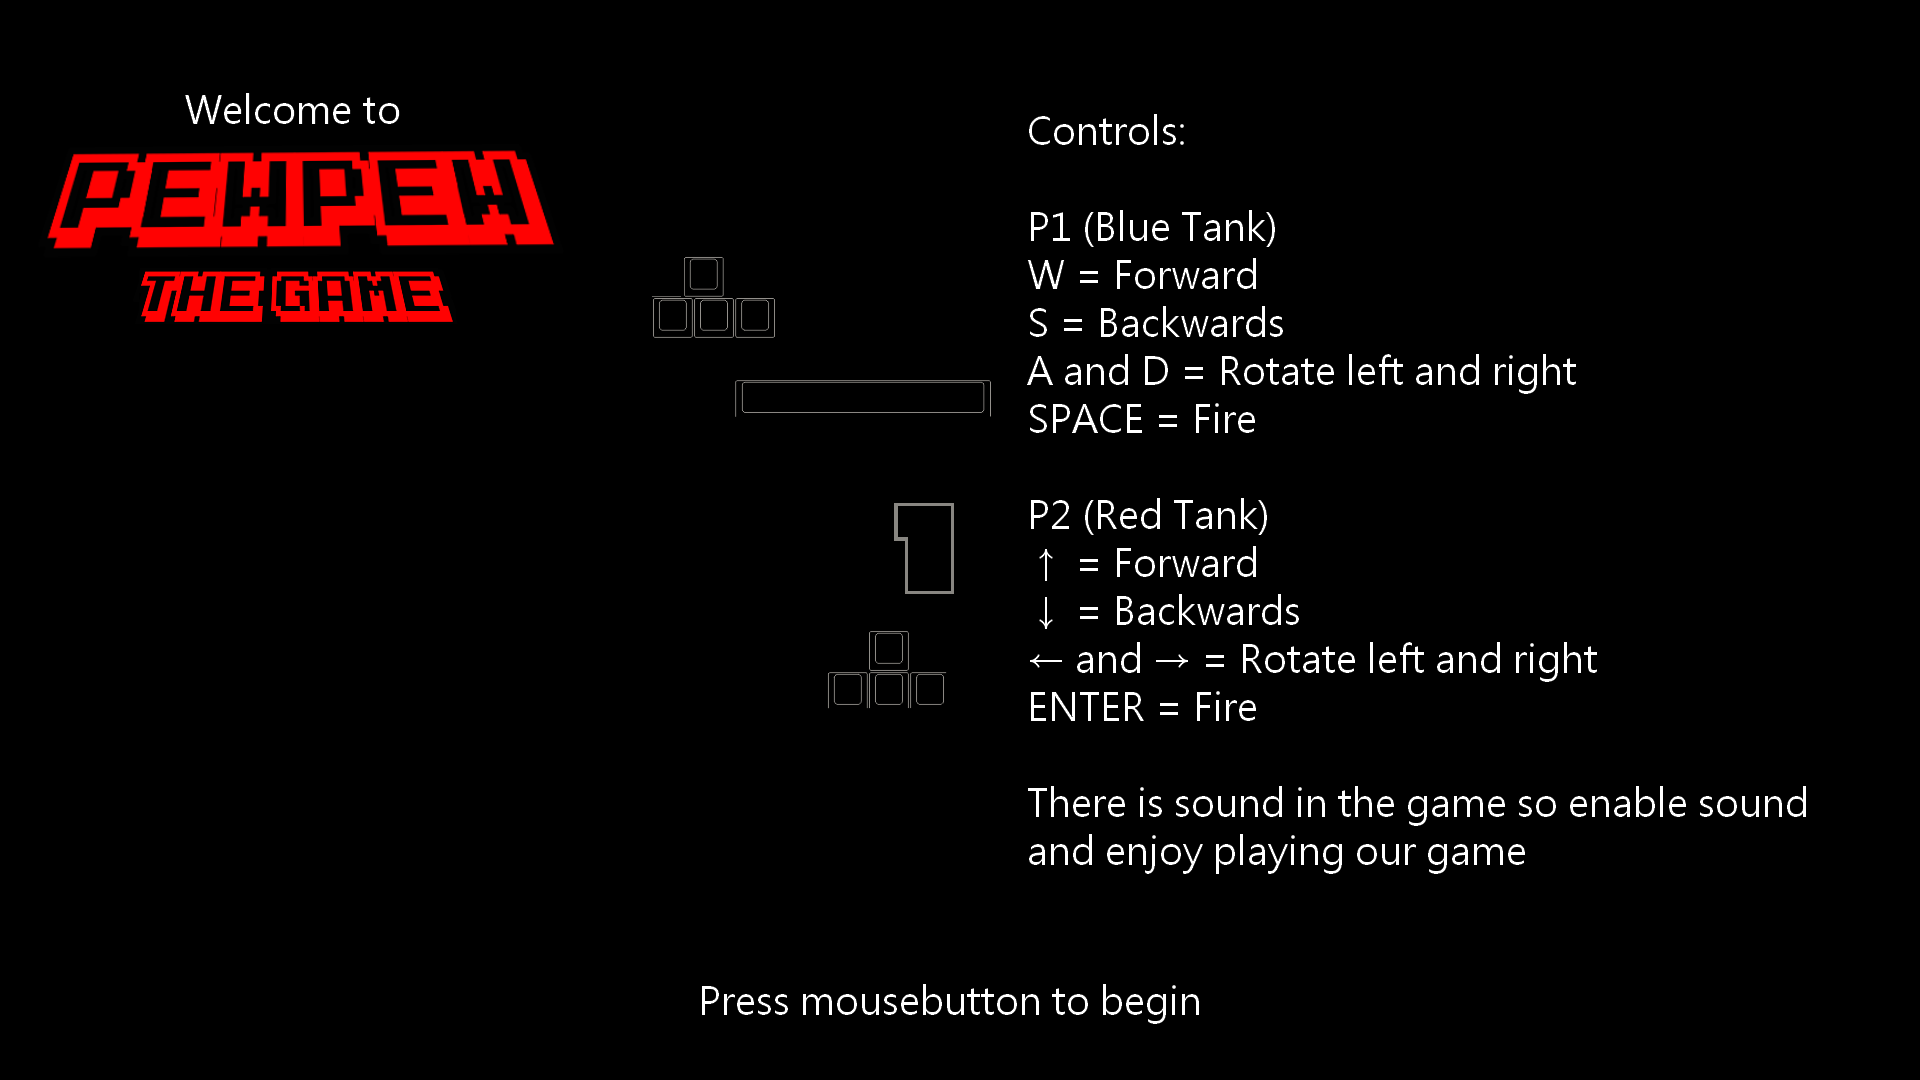 Welcome to
PEWPEW
THE GAME
Controls:
P1 (Blue Tank)
W = Forward
S = Backwards
A and D = Rotate left and right
SPACE = Fire
P2 (Red Tank)
↑ = Forward
↓ = Backwards
← and → = Rotate left and right
ENTER = Fire
There is sound in the game so enable sound
and enjoy playing our game
Press mousebutton to begin